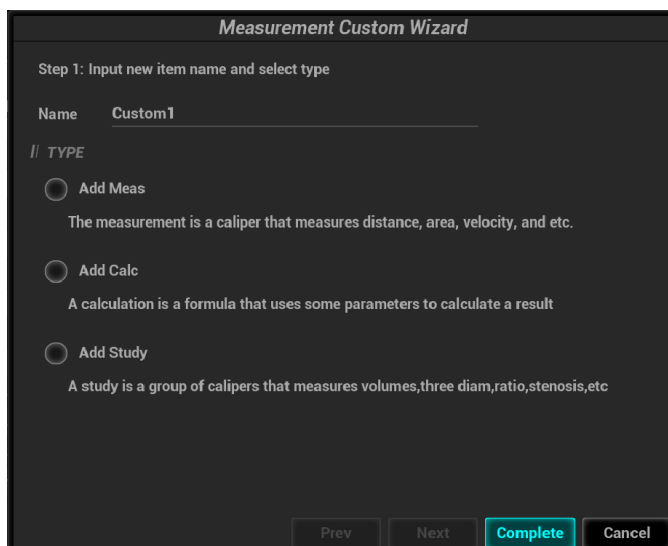 Measurement Custom Wizard
Step 1: Input new item name and select type
Name Custom1
// TYPE
Add Meas
The measurement is a caliper that measures distance, area, velocity, and etc.
Add Calc
A calculation is a formula that uses some parameters to calculate a result
Add Study
A study is a group of calipers that measures volumes,three diam,ratio,stenosis,etc
Prev Next Complete Cancel